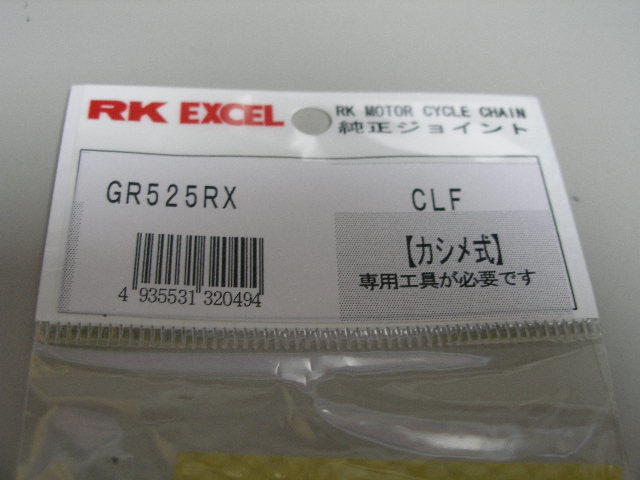 RK EXCEL
RK MOTOR CYCLE CHAIN
純正ジョイント
GR525RX
CLF
【カシメ式】
専用工具が必要です
4 935531 320494